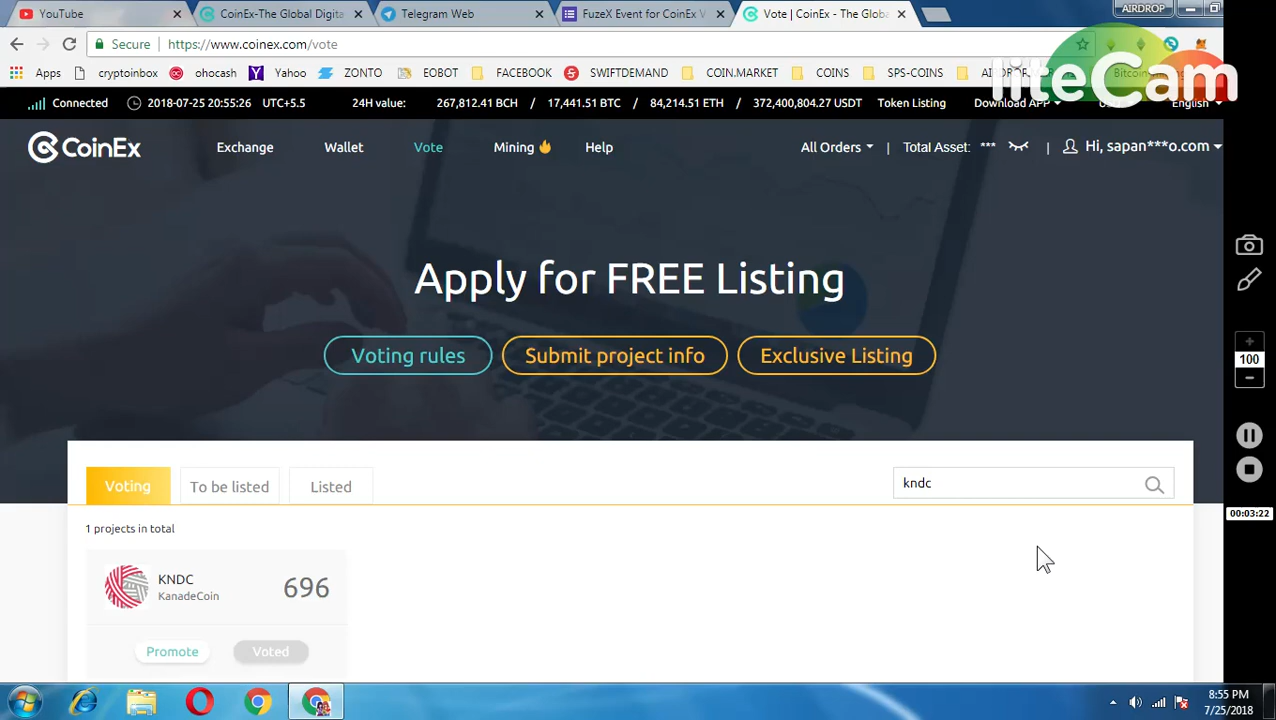 YouTube
CoinEx-The Global Digita
Telegram Web
FuzeX Event for CoinEx V
Vote | CoinEx - The Globa
AIRDROP
Secure
https://www.coinex.com/vote
Apps
cryptoinbox
ohocash
Yahoo
EOBOT
FACEBOOK
SWIFTDEMAND
COIN.MARKET
COINS
SPS-COINS
liteCam
Connected
2018-07-25 20:55:26 UTC+5.5
24H value: 267,812.41 BCH / 17,441.51 BTC / 84,214.51 ETH / 372,400,804.27 USDT
Token Listing
Download APP
English
CoinEx
Exchange
Wallet
Vote
Mining
Help
All Orders
Total Asset: ***
Hi, sapan***o.com
Apply for FREE Listing
Voting rules
Submit project info
Exclusive Listing
100
Voting
To be listed
Listed
kndc
00:03:22
1 projects in total
KNDC
KanadeCoin
696
Promote
Voted
8:55 PM
7/25/2018